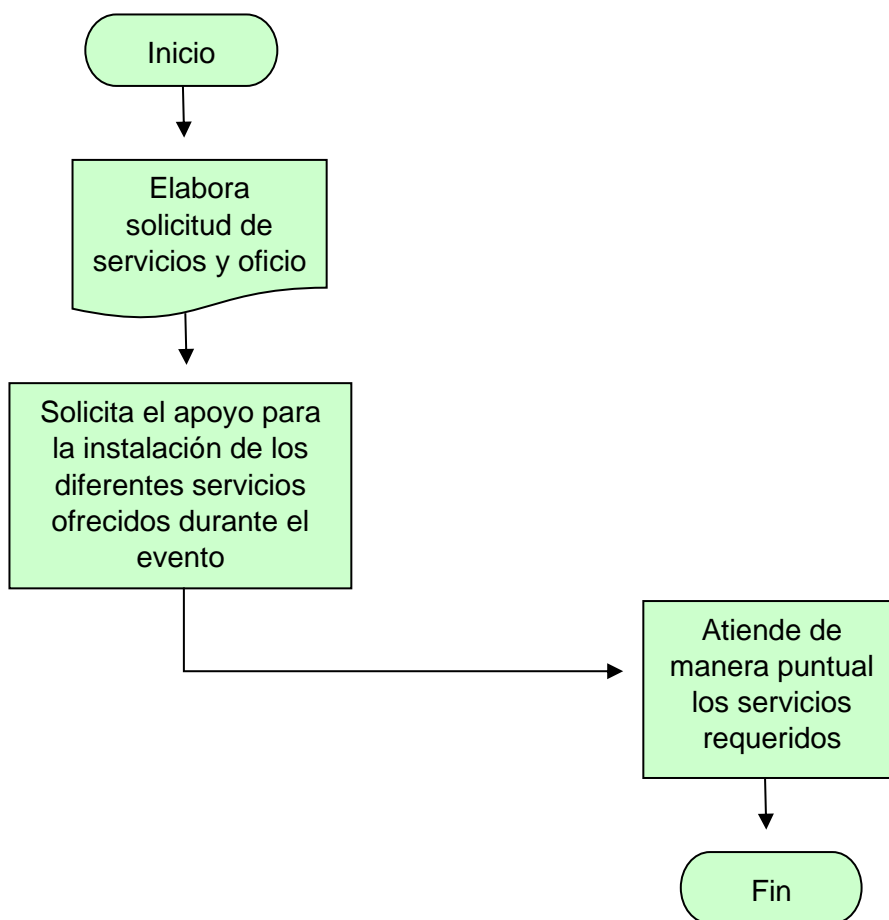 Inicio
Elabora
solicitud de
servicios y oficio
Solicita el apoyo para
la instalación de los
diferentes servicios
ofrecidos durante el
evento
Atiende de
manera puntual
los servicios
requeridos
Fin